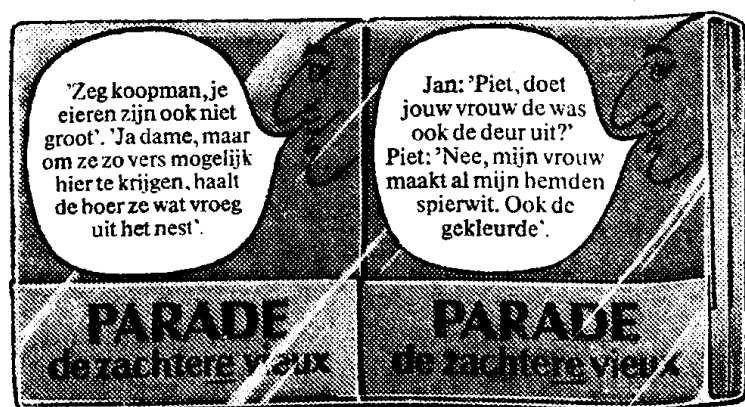 'Zeg koopman, je
eieren zijn ook niet
groot'. 'Ja dame, maar
om ze zo vers mogelijk
hier te krijgen, haalt
de boer ze wat vroeg
uit het nest'.
PARADE
de zachtere vieux
Jan: 'Piet, doet
jouw vrouw de was
ook de deur uit?'
Piet: 'Nee, mijn vrouw
maakt al mijn hemden
spierwit. Ook de
gekleurde'.
PARADE
de zachtere vieux